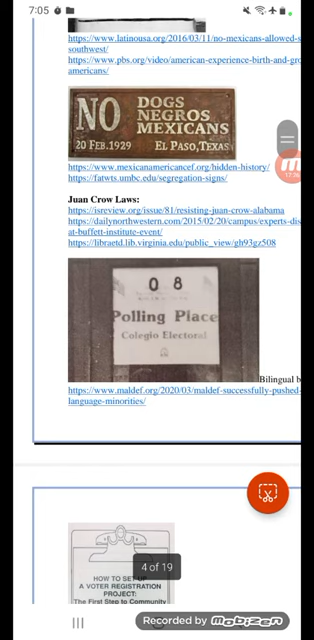 7:05
https://www.latinousa.org/2016/03/11/no-mexicans-allowed-s
southwest/
https://www.pbs.org/video/american-experience-birth-and-gro
americans/
NO DOGS
NEGROS
MEXICANS
20 FEB. 1929 EL PASO, TEXAS
https://www.mexicanamericancef.org/hidden-history/
https://fatwts.umbc.edu/segregation-signs/
Juan Crow Laws:
https://isreview.org/issue/81/resisting-juan-crow-alabama
https://dailynorthwestern.com/2015/02/20/campus/experts-dis
at-buffett-institute-event/
https://libraetd.lib.virginia.edu/public_view/gh93gz508
0 8
Polling Place
Colegio Electoral
Bilingual b
https://www.maldef.org/2020/03/maldef-successfully-pushed-
language-minorities/
HOW TO SET UP
A VOTER REGISTRATION
PROJECT:
The First Step to Community
4 of 19
Recorded by Mobizen